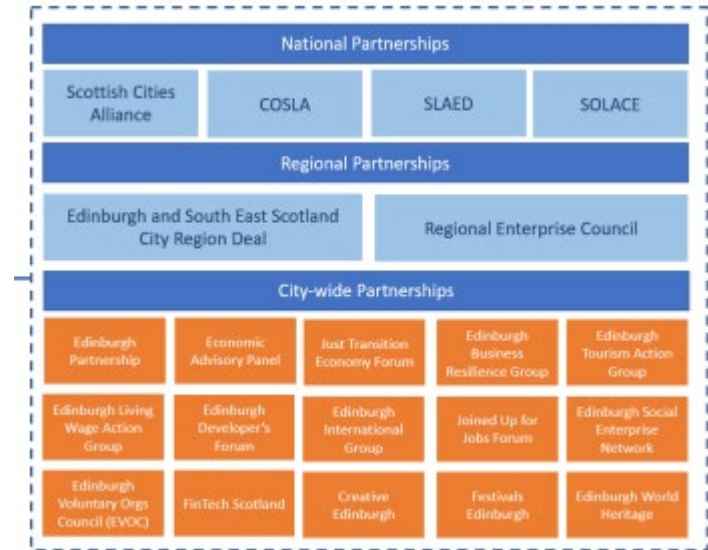 National Partnerships
Scottish Cities
Alliance
COSLA
SLAED
SOLACE
Regional Partnerships
Edinburgh and South East Scotland
City Region Deal
Regional Enterprise Council
City-wide Partnerships
Edinburgh
Partnership
Economic
Advisory Panel
Just Transition
Economy Forum
Edinburgh
Business
Resilience Group
Edinburgh
Tourism Action
Group
Edinburgh Living
Wage Action
Group
Edinburgh
Developer's
Forum
Edinburgh
International
Group
Joined Up for
Jobs Forum
Edinburgh Social
Enterprise
Network
Edinburgh
Voluntary Orgs
Council (EVOC)
FinTech Scotland
Creative
Edinburgh
Festivals
Edinburgh
Edinburgh World
Heritage